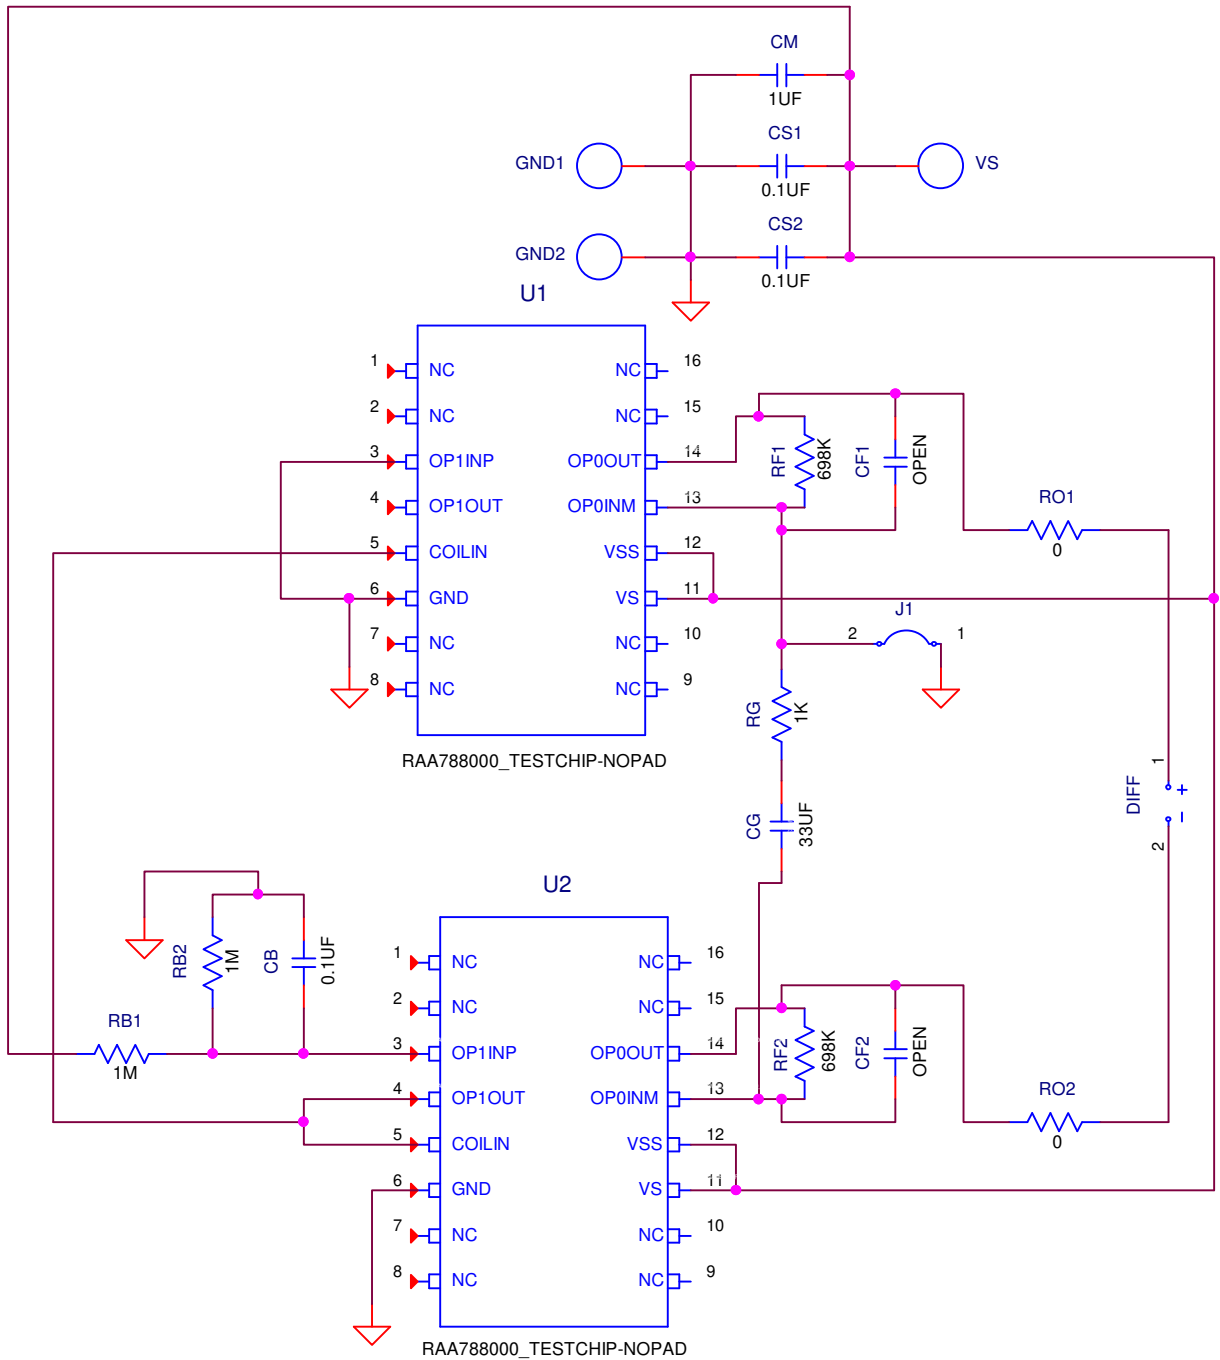 CM
1UF
CS1
GND1
VS
0.1UF
CS2
GND2
0.1UF
U1
1 NC NC 16
2 NC NC 15
3 OP1INP OP0OUT 14
RF1
698K
CF1
OPEN
4 OP1OUT OP0INM 13
RO1
0
5 COILIN VSS 12
6 GND VS 11
J1
7 NC NC 10
2 1
8 NC NC 9
RG
1K
RAA788000_TESTCHIP-NOPAD
1
DIFF
+
−
2
CG
33UF
U2
RB2
1M
CB
0.1UF
1 NC NC 16
2 NC NC 15
RB1
1M
3 OP1INP OP0OUT 14
RF2
698K
CF2
OPEN
4 OP1OUT OP0INM 13
RO2
0
5 COILIN VSS 12
6 GND VS 11
7 NC NC 10
8 NC NC 9
RAA788000_TESTCHIP-NOPAD